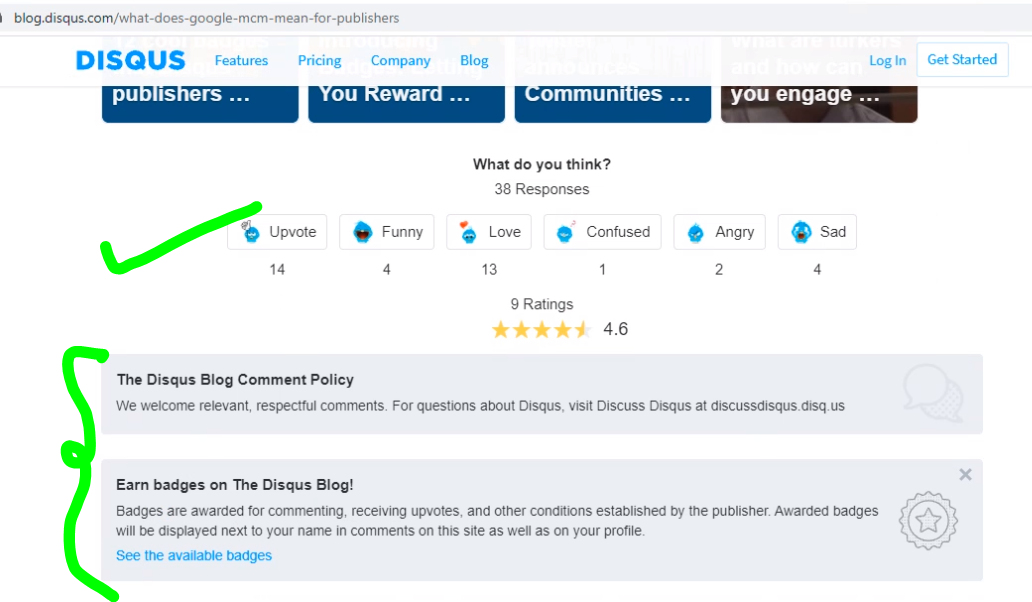 blog.disqus.com/what-does-google-mcm-mean-for-publishers
DISQUS Features Pricing Company Blog Log In Get Started
12 Cool Badges
Introducing
announces
What are lurkers
and how can
publishers ...
You Reward ...
Communities ...
you engage ...
What do you think?
38 Responses
Upvote Funny Love Confused Angry Sad
14 4 13 1 2 4
9 Ratings
4.6
The Disqus Blog Comment Policy
We welcome relevant, respectful comments. For questions about Disqus, visit Discuss Disqus at discussdisqus.disq.us
Earn badges on The Disqus Blog!
Badges are awarded for commenting, receiving upvotes, and other conditions established by the publisher. Awarded badges
will be displayed next to your name in comments on this site as well as on your profile.
See the available badges